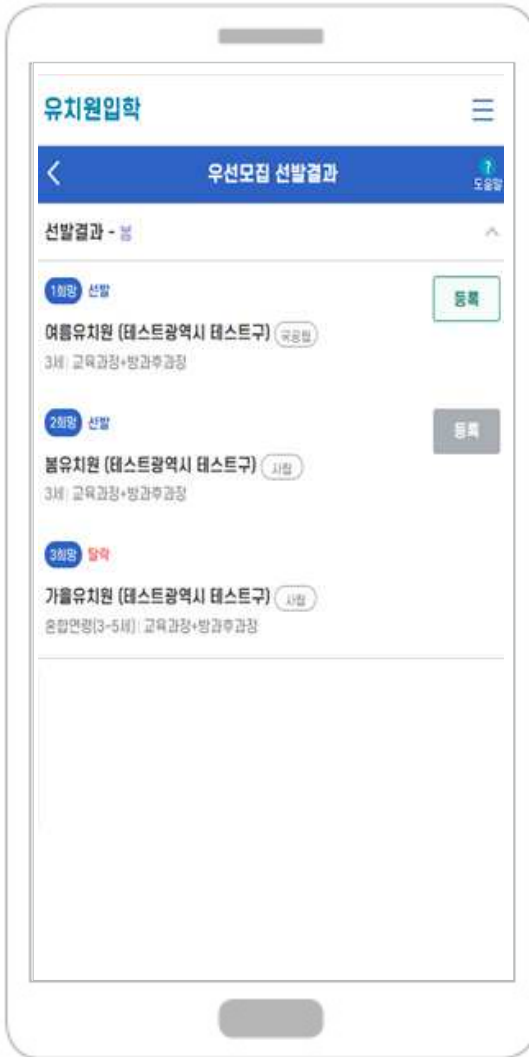 유치원입학
우선모집 선발결과
?
도움말
선발결과 - 봄
1희망 선발
등록
여름유치원 (테스트광역시 테스트구) 국공립
3세 | 교육과정+방과후과정
2희망 선발
등록
봄유치원 (테스트광역시 테스트구) 사립
3세 | 교육과정+방과후과정
3희망 탈락
가을유치원 (테스트광역시 테스트구) 사립
혼합연령(3-5세) | 교육과정+방과후과정